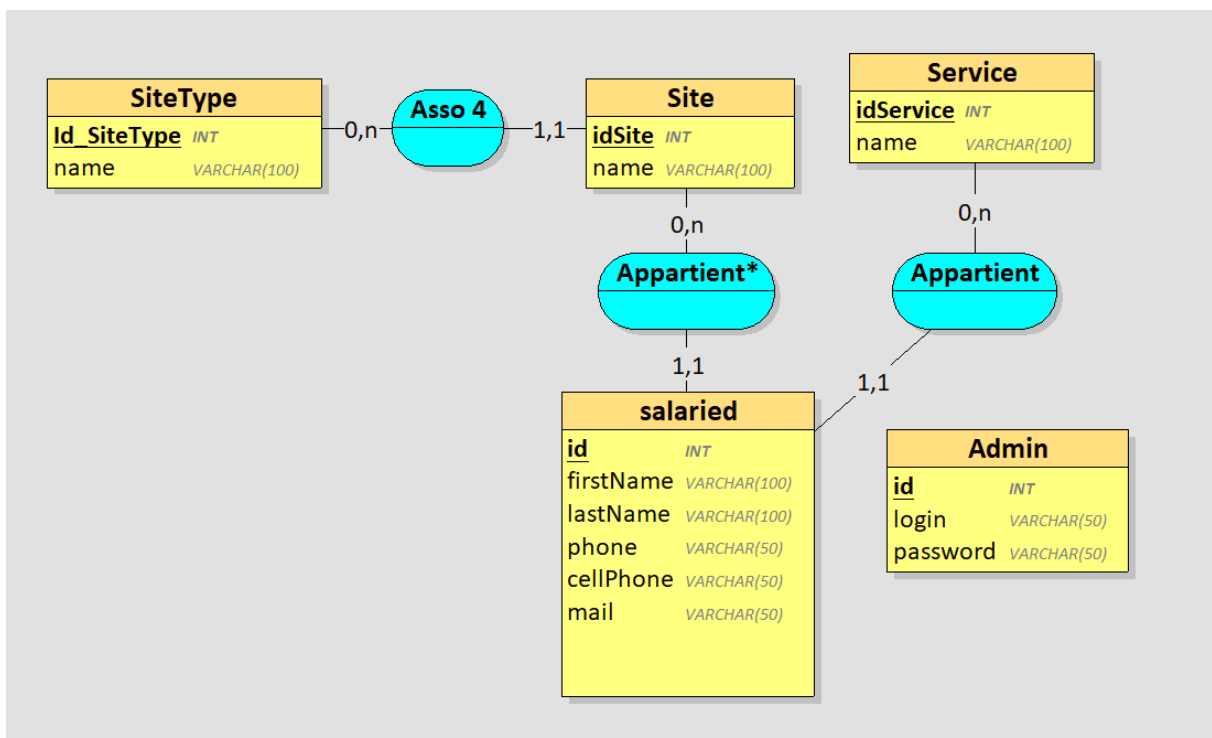 SiteType
Id_SiteType INT
name VARCHAR(100)
0,n
Asso 4
1,1
Site
idSite INT
name VARCHAR(100)
Service
idService INT
name VARCHAR(100)
0,n
Appartient*
1,1
0,n
Appartient
1,1
salaried
id INT
firstName VARCHAR(100)
lastName VARCHAR(100)
phone VARCHAR(50)
cellPhone VARCHAR(50)
mail VARCHAR(50)
Admin
id INT
login VARCHAR(50)
password VARCHAR(50)